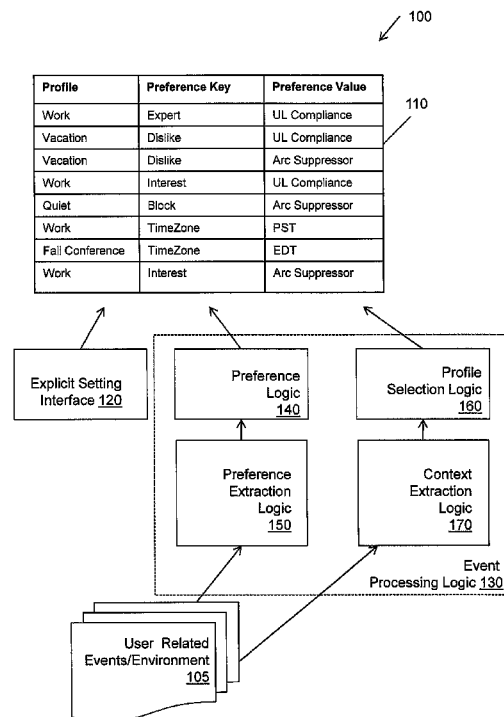 100
Profile Preference Key Preference Value
110
Work Expert UL Compliance
Vacation Dislike UL Compliance
Vacation Dislike Arc Suppressor
Work Interest UL Compliance
Quiet Block Arc Suppressor
Work TimeZone PST
Fall Conference TimeZone EDT
Work Interest Arc Suppressor
Explicit Setting
Interface 120
Preference
Logic
140
Profile
Selection Logic
160
Preference
Extraction
Logic
150
Context
Extraction
Logic
170
Event
Processing Logic 130
User Related
Events/Environment
105